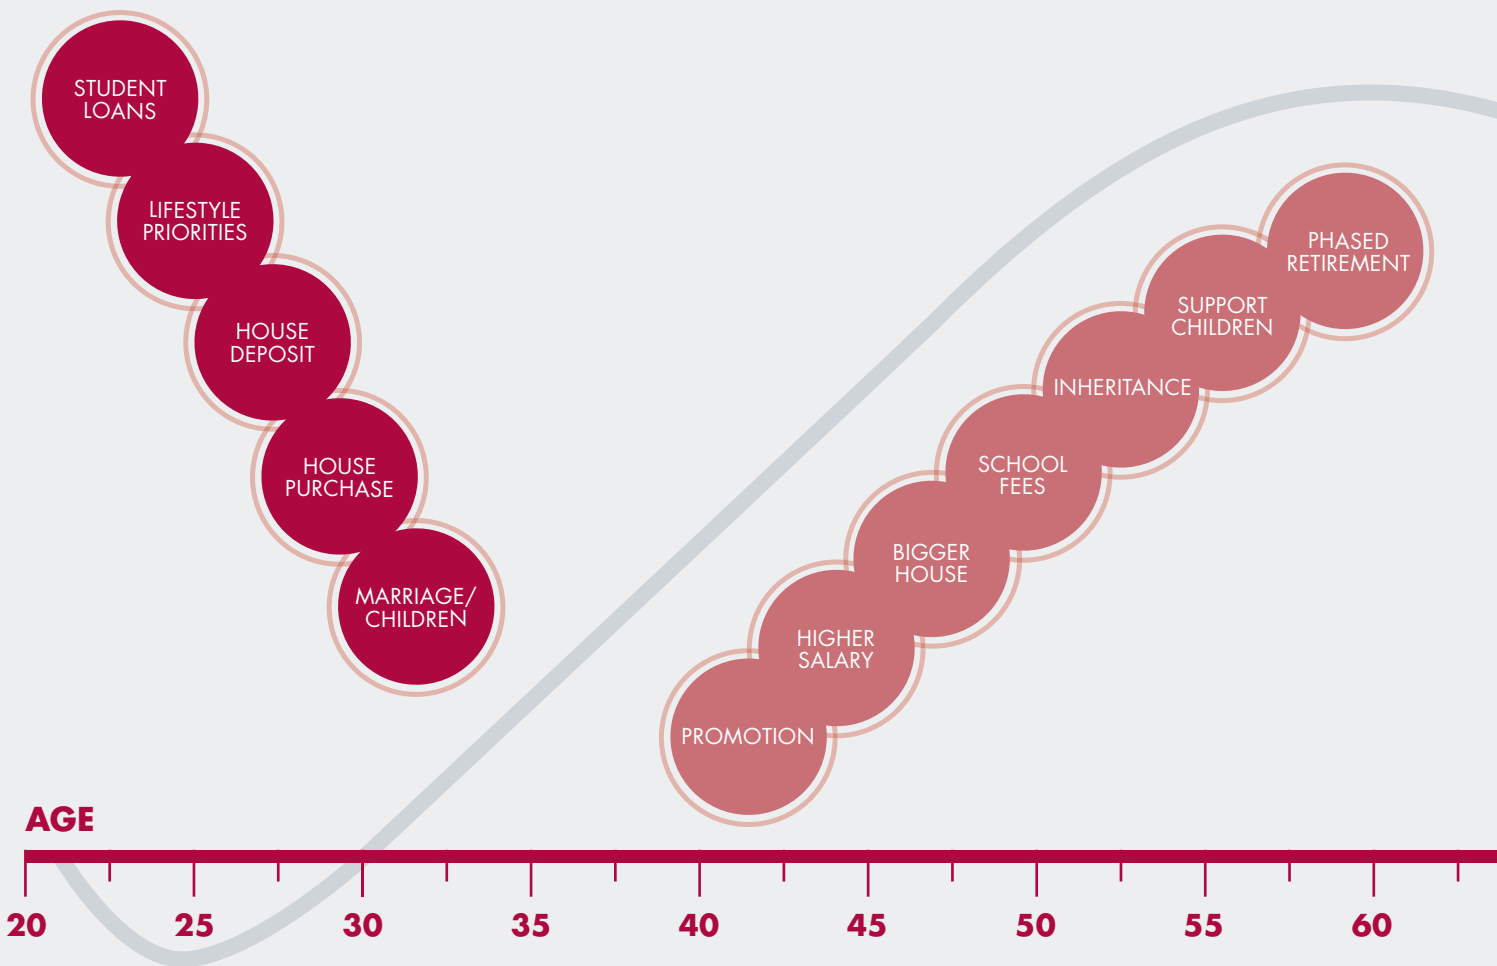 STUDENT
LOANS
LIFESTYLE
PRIORITIES
HOUSE
DEPOSIT
HOUSE
PURCHASE
MARRIAGE/
CHILDREN
PHASED
RETIREMENT
SUPPORT
CHILDREN
INHERITANCE
SCHOOL
FEES
BIGGER
HOUSE
HIGHER
SALARY
PROMOTION
AGE
20 25 30 35 40 45 50 55 60